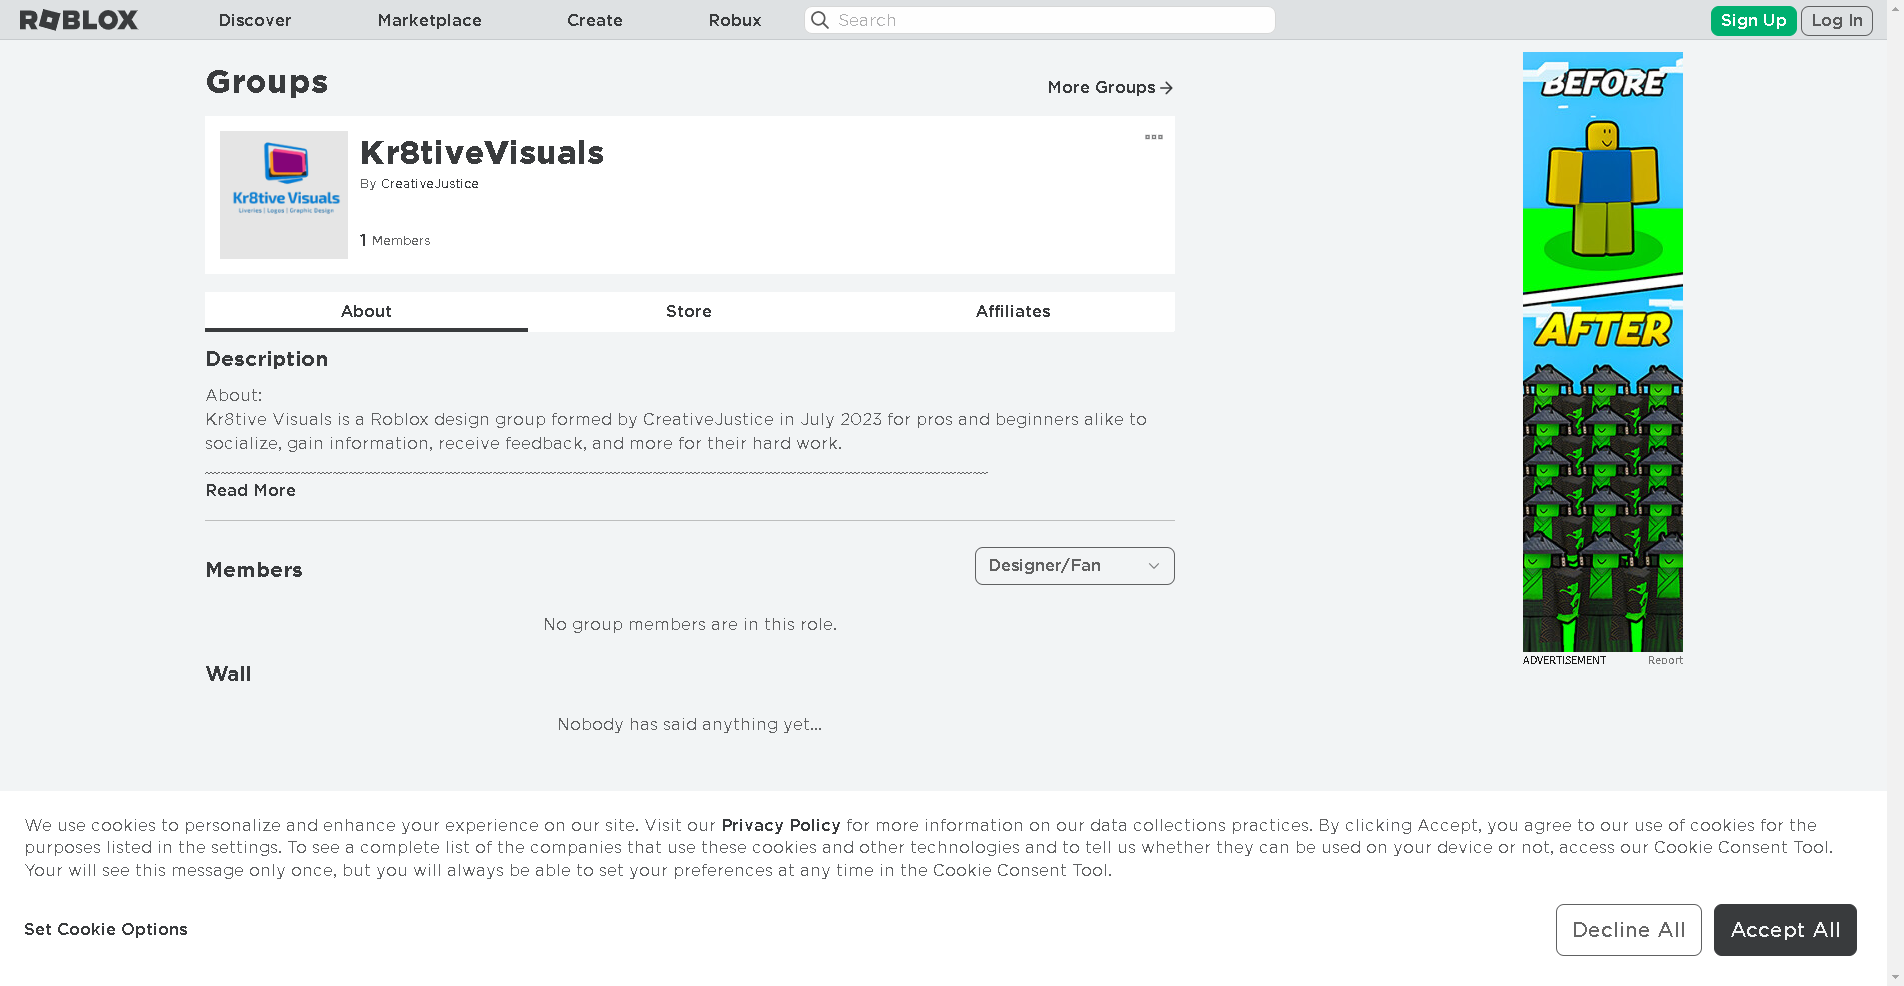 ROBLOX
Discover
Marketplace
Create
Robux
Search
Sign Up
Log In
Groups
More Groups
Kr8tiveVisuals
By CreativeJustice
1 Members
Kr8tive Visuals
Liveries | Logos | Graphic Design
About
Store
Affiliates
Description
About:
Kr8tive Visuals is a Roblox design group formed by CreativeJustice in July 2023 for pros and beginners alike to
socialize, gain information, receive feedback, and more for their hard work.
Read More
Members
Designer/Fan
No group members are in this role.
Wall
Nobody has said anything yet...
BEFORE
AFTER
ADVERTISEMENT
Report
We use cookies to personalize and enhance your experience on our site. Visit our Privacy Policy for more information on our data collections practices. By clicking Accept, you agree to our use of cookies for the
purposes listed in the settings. To see a complete list of the companies that use these cookies and other technologies and to tell us whether they can be used on your device or not, access our Cookie Consent Tool.
Your will see this message only once, but you will always be able to set your preferences at any time in the Cookie Consent Tool.
Set Cookie Options
Decline All
Accept All